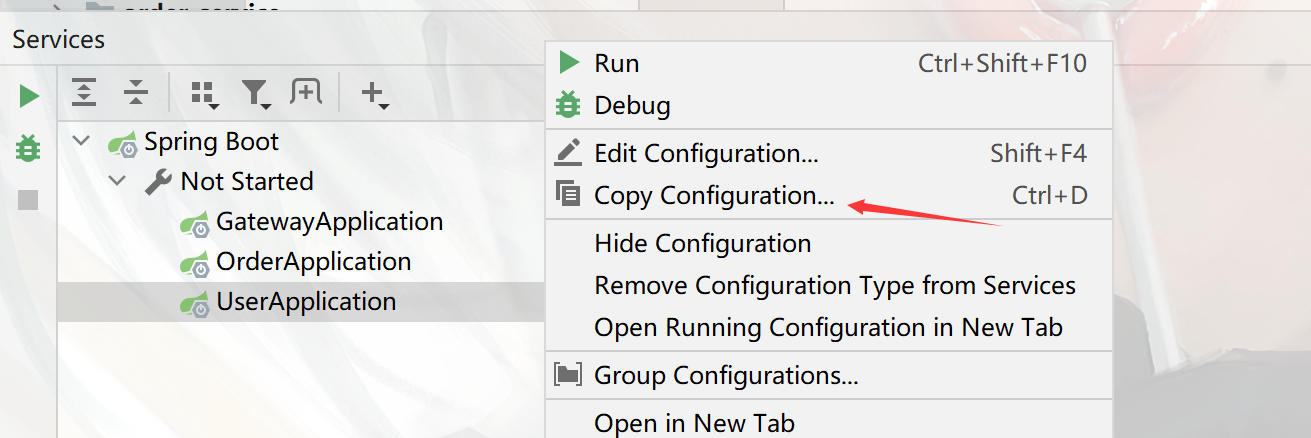 order-service
Services
Run Ctrl+Shift+F10
Debug
Spring Boot
Edit Configuration... Shift+F4
Not Started
Copy Configuration... Ctrl+D
GatewayApplication
Hide Configuration
OrderApplication
Remove Configuration Type from Services
UserApplication
Open Running Configuration in New Tab
Group Configurations...
Open in New Tab